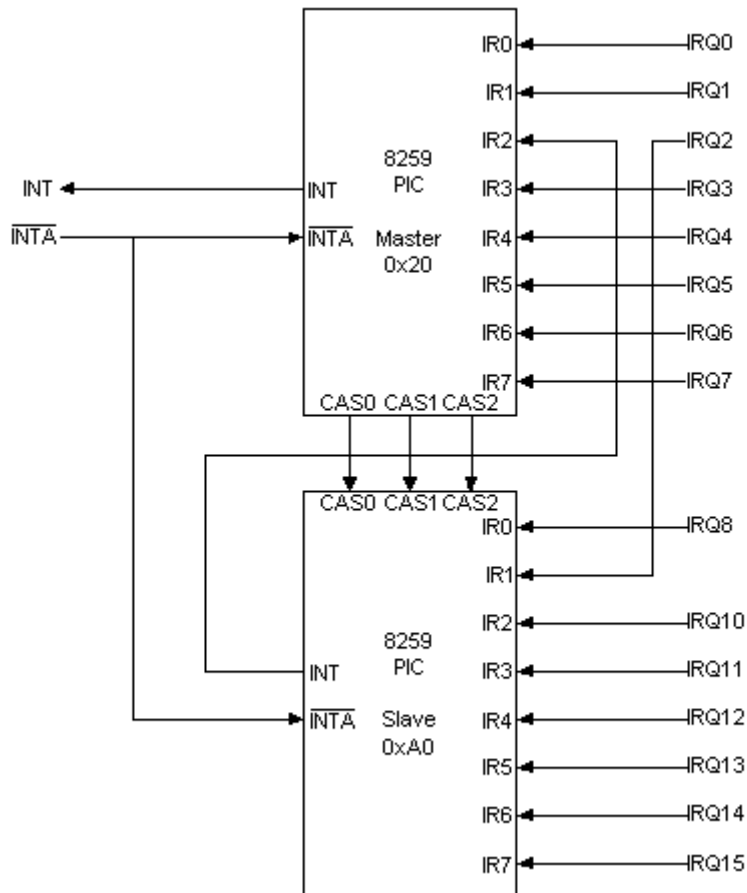 IR0 IRQ0
IR1 IRQ1
IR2 IRQ2
8259
PIC
INT INT IR3 IRQ3
INTA INTA Master IR4 IRQ4
0x20
IR5 IRQ5
IR6 IRQ6
IR7 IRQ7
CAS0 CAS1 CAS2
CAS0 CAS1 CAS2
IR0 IRQ8
IR1
IR2 IRQ10
8259
PIC
INT IR3 IRQ11
INTA Slave IR4 IRQ12
0xA0
IR5 IRQ13
IR6 IRQ14
IR7 IRQ15